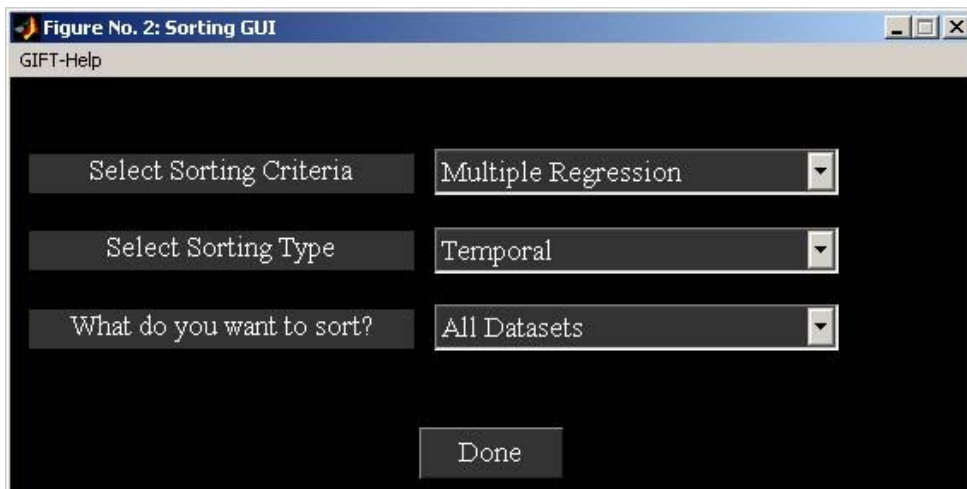 Figure No. 2: Sorting GUI
GIFT-Help
Select Sorting Criteria Multiple Regression
Select Sorting Type Temporal
What do you want to sort? All Datasets
Done